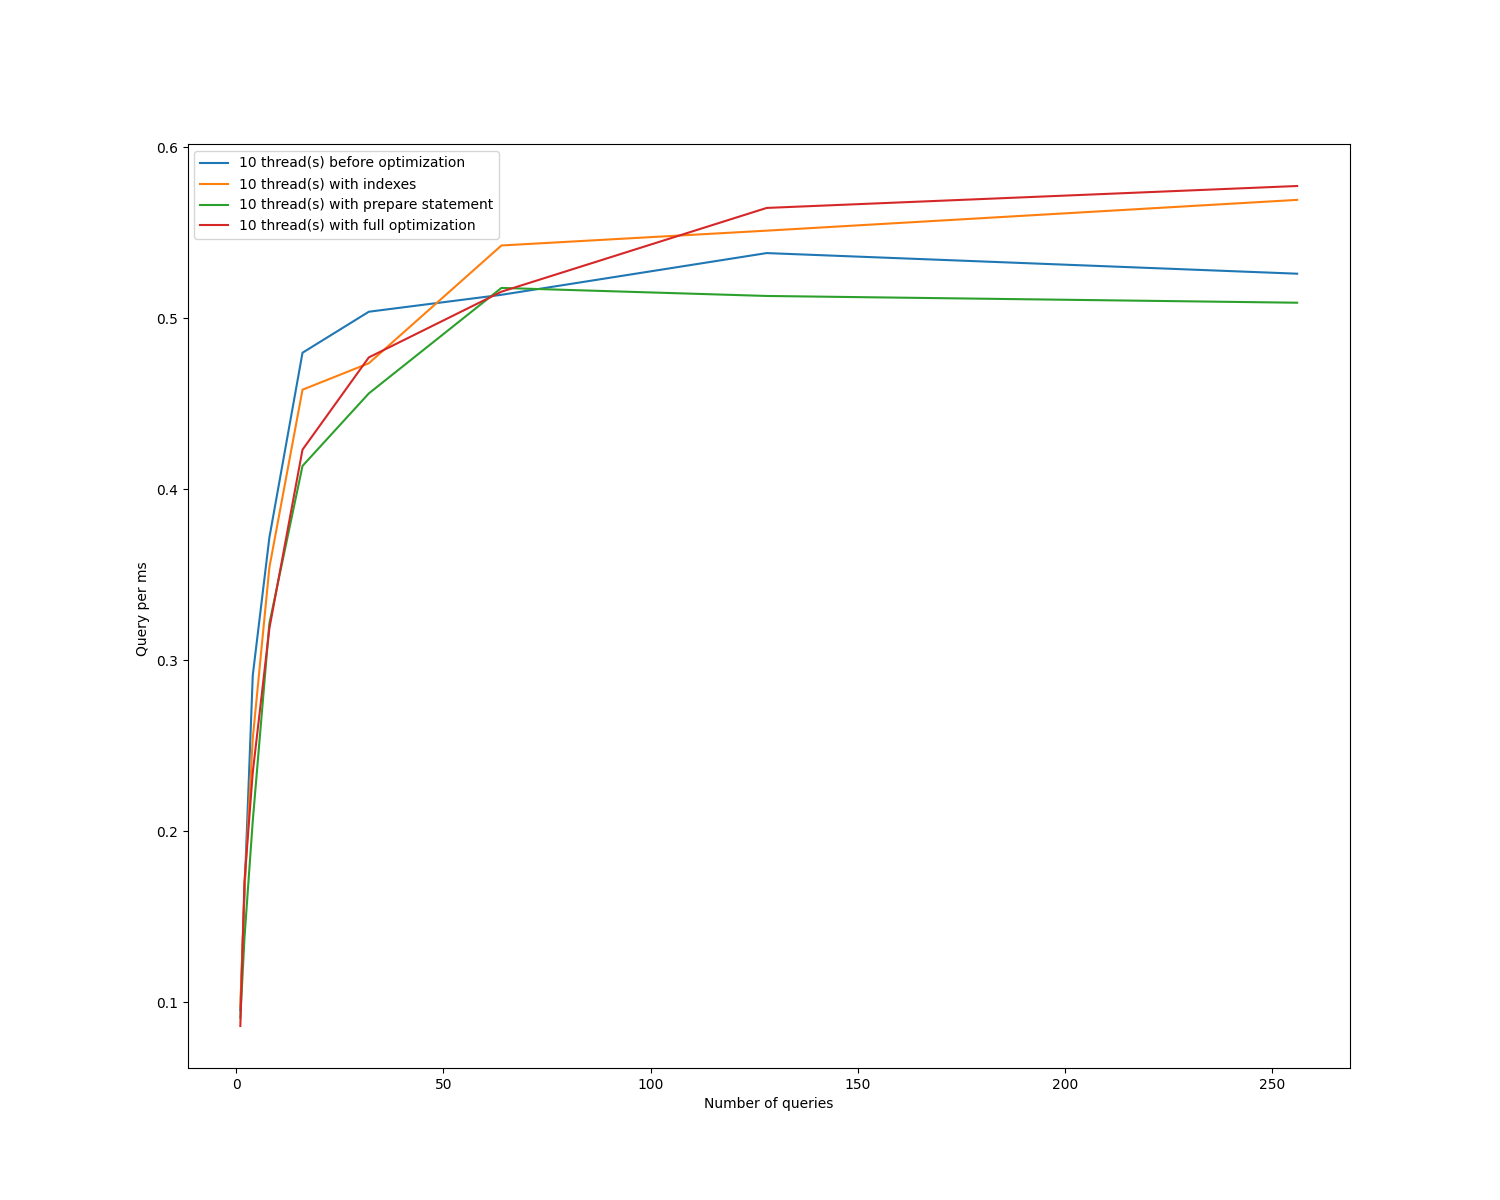 10 thread(s) before optimization
10 thread(s) with indexes
10 thread(s) with prepare statement
10 thread(s) with full optimization
0.6
0.5
0.4
0.3
0.2
0.1
Query per ms
0 50 100 150 200 250
Number of queries